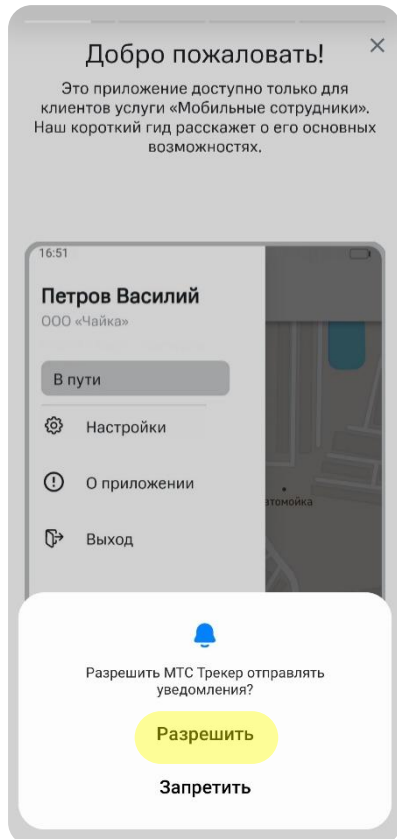 Добро пожаловать!
Это приложение доступно только для
клиентов услуги «Мобильные сотрудники».
Наш короткий гид расскажет о его основных
возможностях.
16:51
Петров Василий
ООО «Чайка»
В пути
Настройки
О приложении
втомойка
Выход
Разрешить МТС Трекер отправлять
уведомления?
Разрешить
Запретить